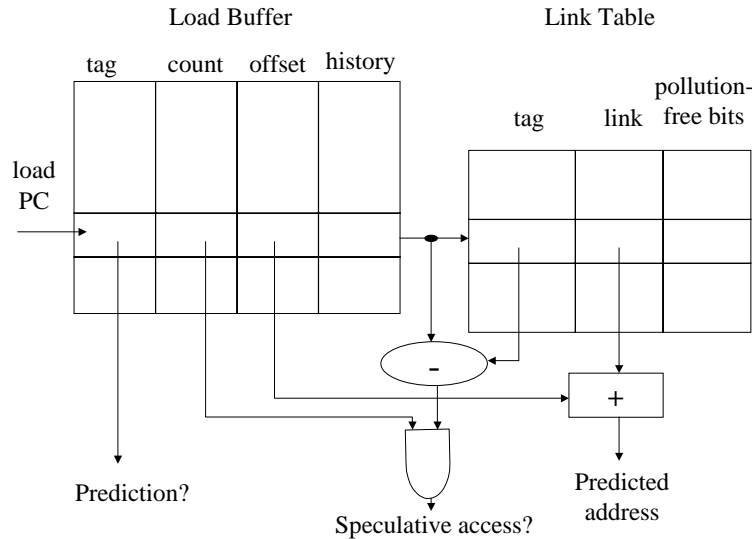 Load Buffer
Link Table
tag
count
offset
history
pollution-
free bits
tag
link
load
PC
-
+
Prediction?
Speculative access?
Predicted
address